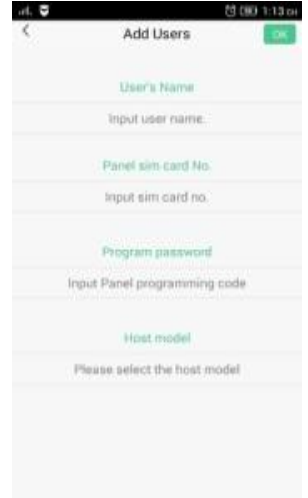 1:13
Add Users
OK
User's Name
Input user name.
Panel sim card No.
Input sim card no.
Program password
Input Panel programming code
Host model
Please select the host model